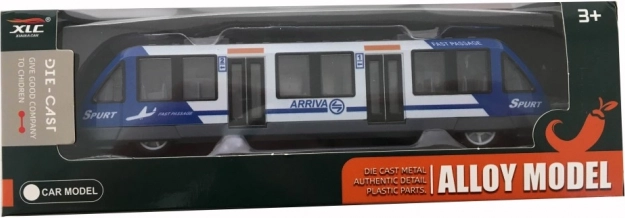 XLC
3+
DIE-CAST
GIVE GOOD COMPANY
TO CHIDREN
FAST PASSAGE
SPURT
FAST PASSAGE
ARRIVA
SPURT
CAR MODEL
DIE CAST METAL
AUTHENTIC DETAIL
PLASTIC PARTS.
ALLOY MODEL